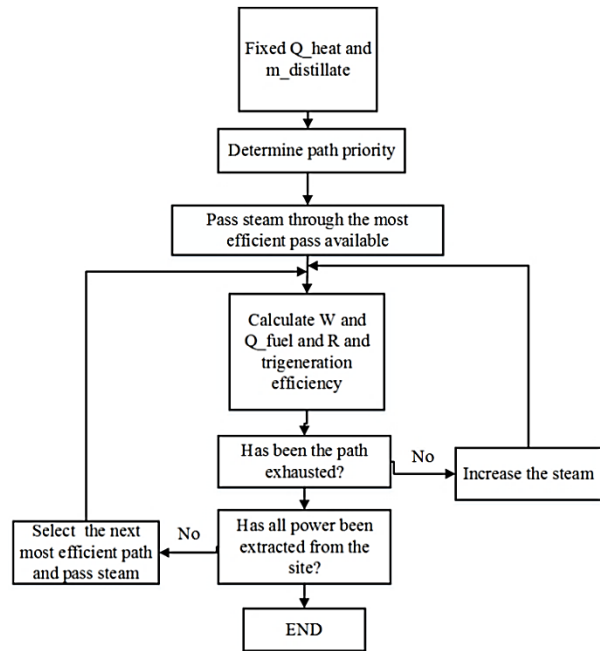 Fixed Q_heat and
m_distillate
Determine path priority
Pass steam through the most
efficient pass available
Calculate W and
Q_fuel and R and
trigeneration
efficiency
Has been the path
exhausted?
No
Increase the steam
Has all power been
extracted from the
site?
No
Select the next
most efficient path
and pass steam
END